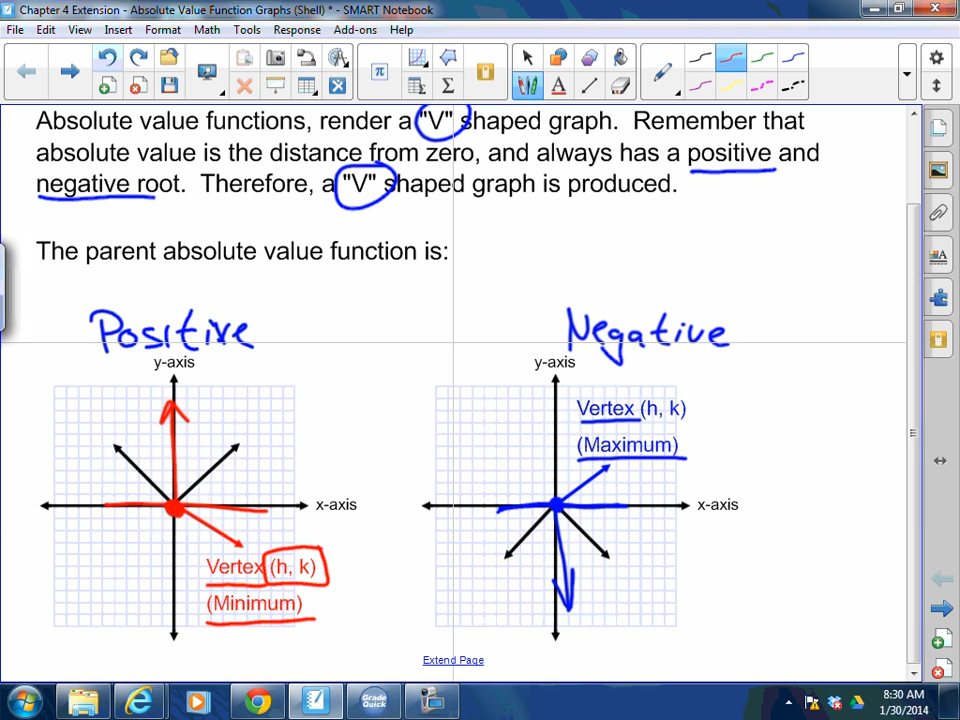 Chapter 4 Extension - Absolute Value Function Graphs (Shell) * - SMART Notebook
File Edit View Insert Format Math Tools Response Add-ons Help
Absolute value functions, render a "V" shaped graph. Remember that
absolute value is the distance from zero, and always has a positive and
negative root. Therefore, a "V" shaped graph is produced.
The parent absolute value function is:
Positive Negative
y-axis y-axis
Vertex (h, k)
(Maximum)
x-axis x-axis
Vertex (h, k)
(Minimum)
Extend Page
Grade Quick
8:30 AM
1/30/2014